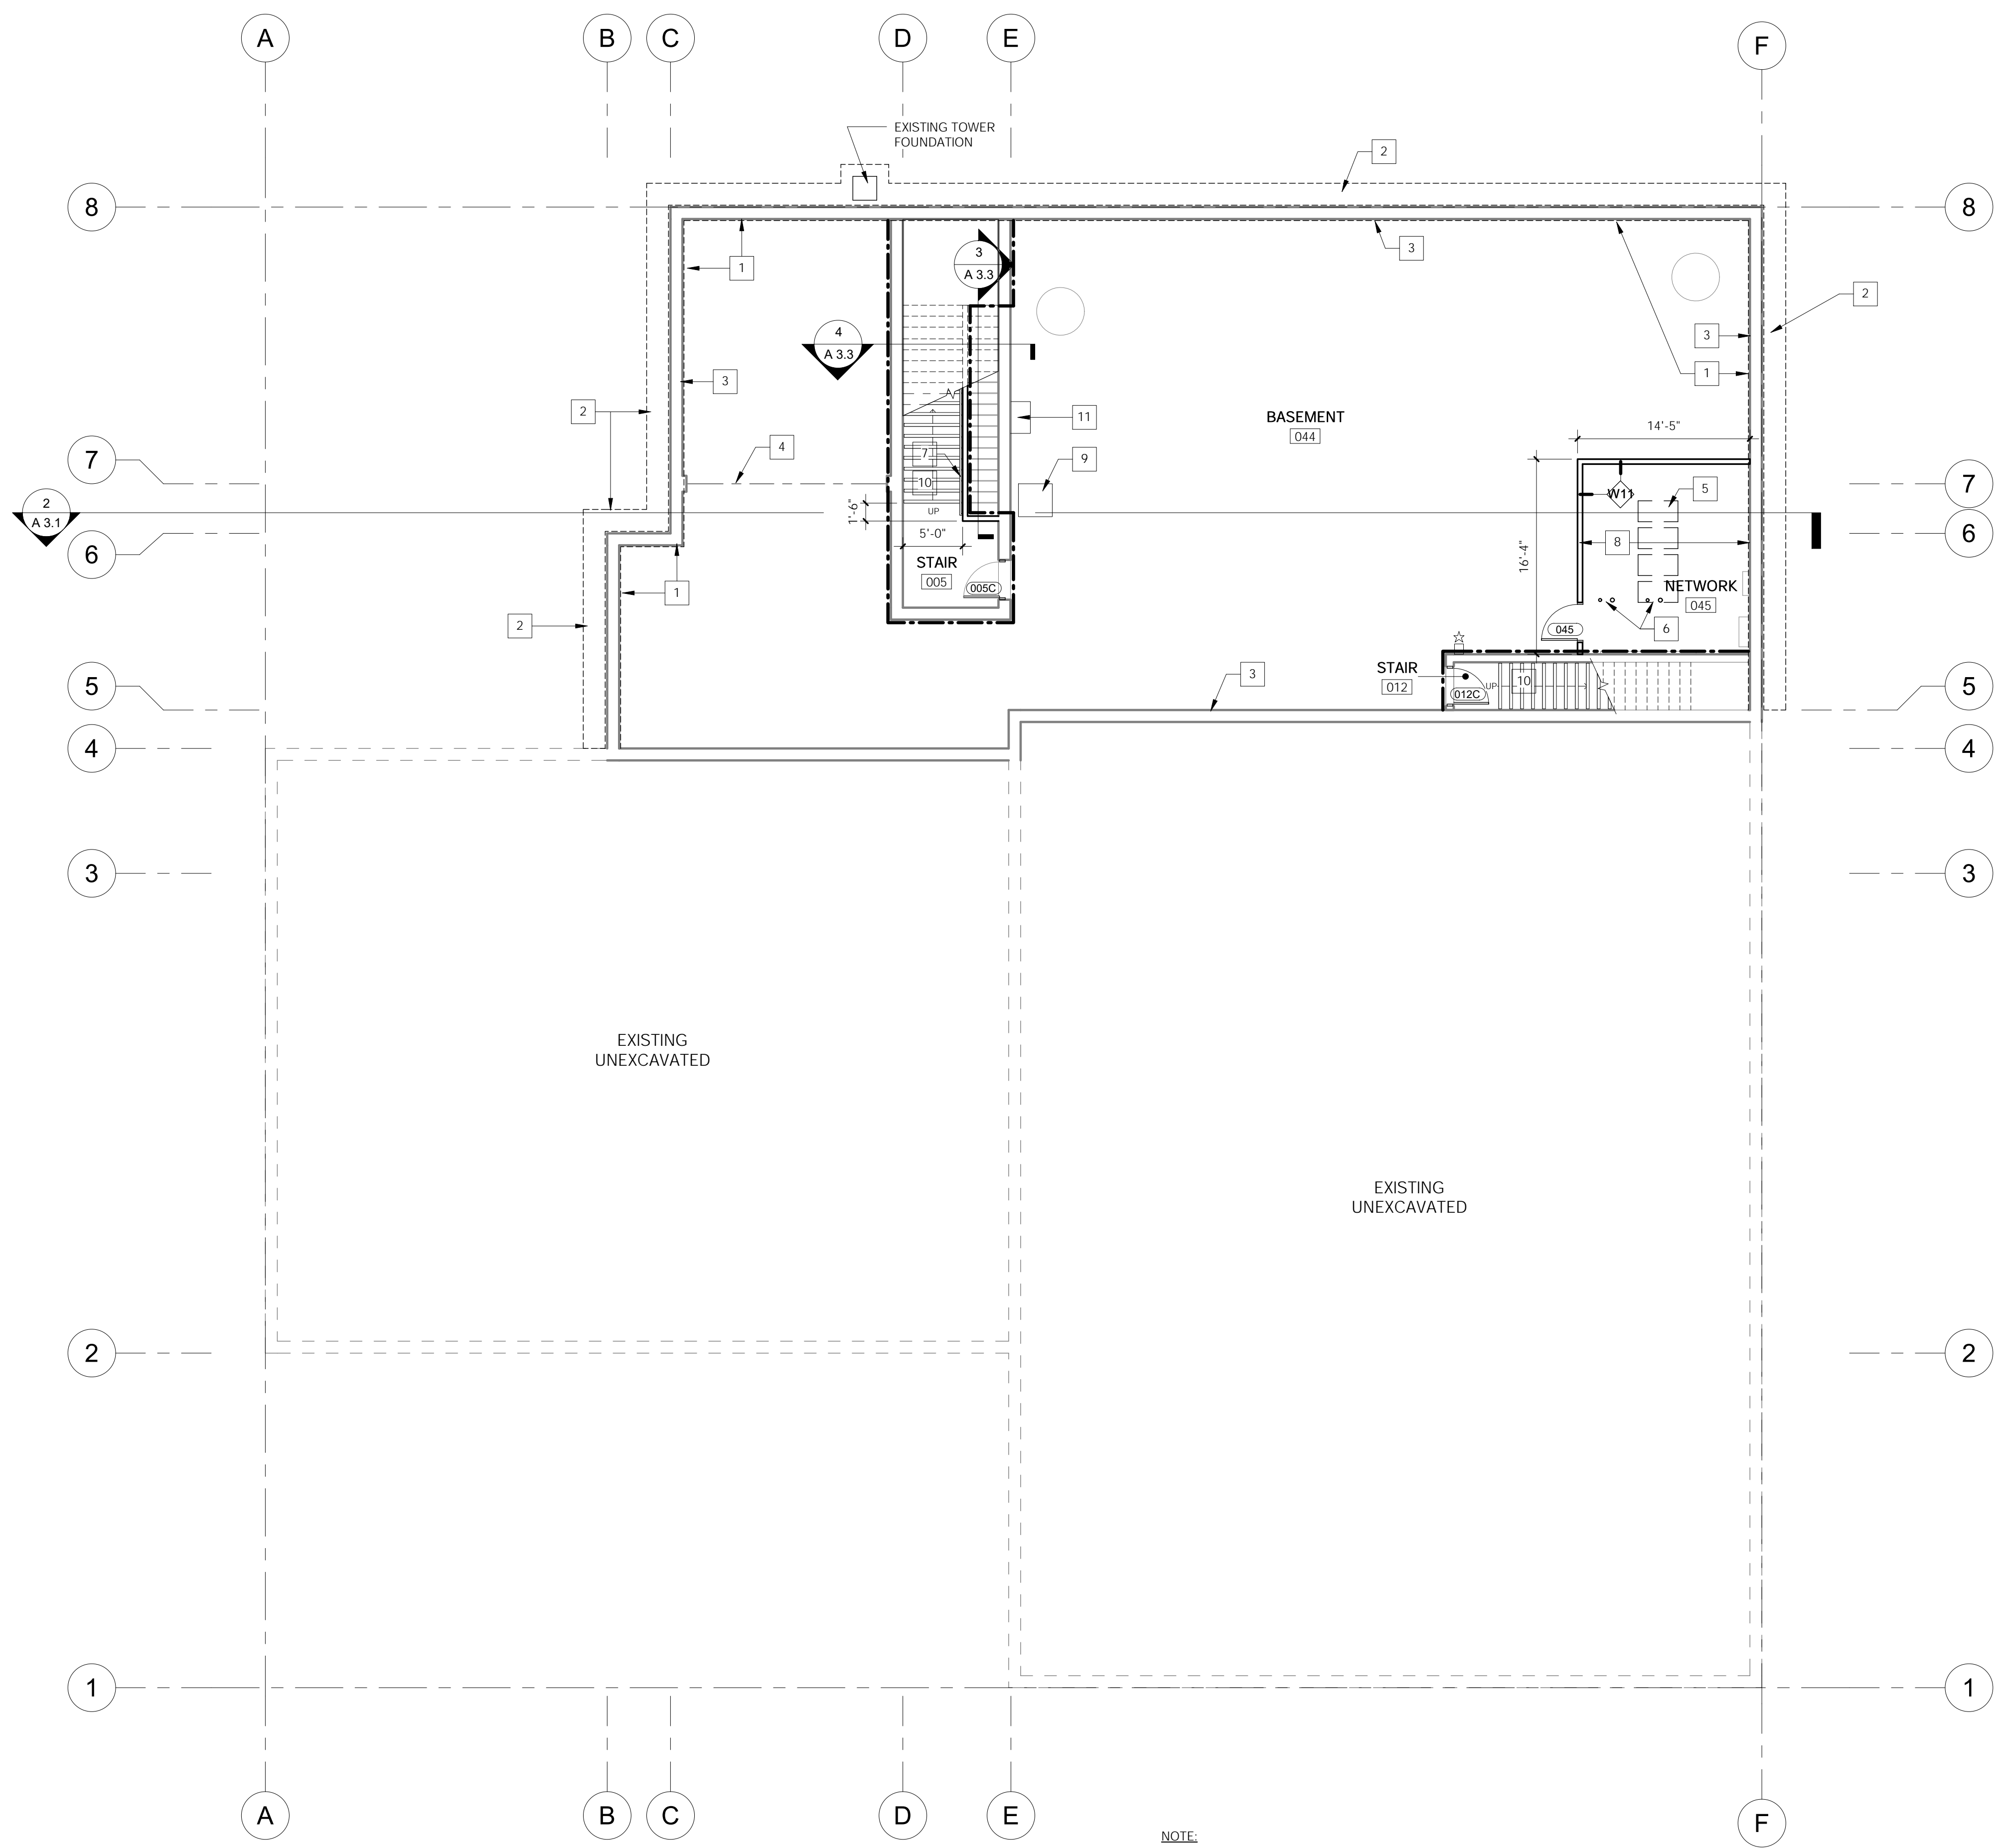 A
B
C
D
E
F
EXISTING TOWER
FOUNDATION
2
8
8
3
A 3.3
3
1
2
4
A 3.3
3
3
1
2
11
BASEMENT
044
14'-5"
7
4
7
9
10
5
7
W11
2
A 3.1
1'-6"
UP
5'-0"
6
6
8
16'-4"
STAIR
005
005C
1
NETWORK
045
2
045
6
STAIR
012
3
UP
10
012C
5
5
4
4
3
3
EXISTING
UNEXCAVATED
EXISTING
UNEXCAVATED
2
2
1
1
A
B
C
D
E
F
NOTE: